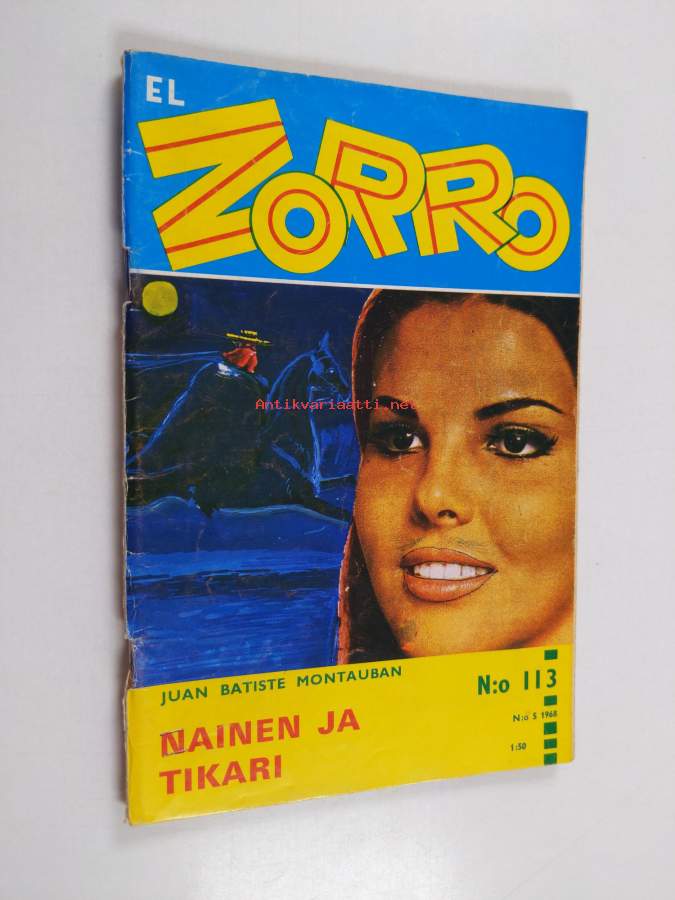 EL
ZORRO
Antikvariaatti.net
JUAN BATISTE MONTAUBAN
N:o 113
NAINEN JA
TIKARI
N:o 5 1968
1:50